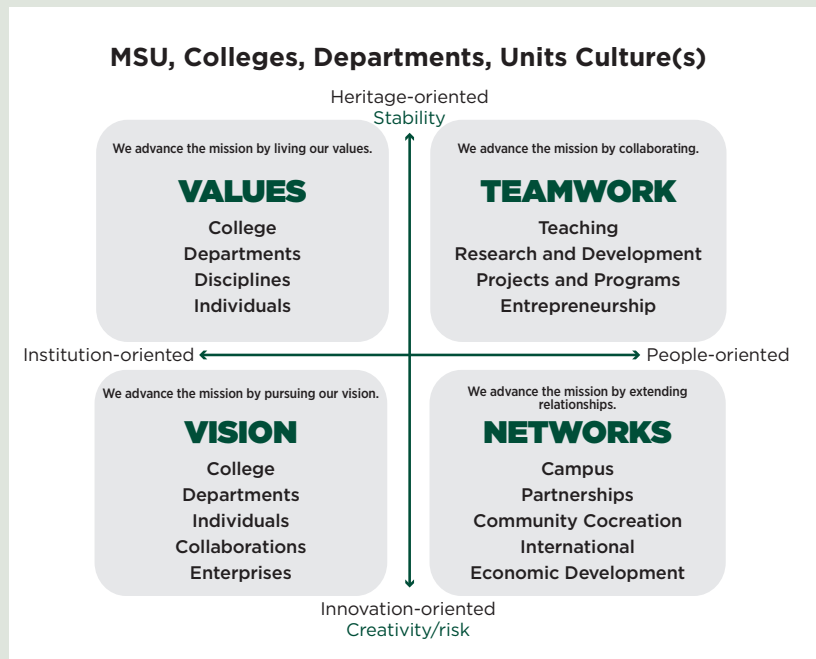 MSU, Colleges, Departments, Units Culture(s)
Heritage-oriented
Stability
We advance the mission by living our values.
VALUES
College
Departments
Disciplines
Individuals
We advance the mission by collaborating.
TEAMWORK
Teaching
Research and Development
Projects and Programs
Entrepreneurship
Institution-oriented
People-oriented
We advance the mission by pursuing our vision.
VISION
College
Departments
Individuals
Collaborations
Enterprises
We advance the mission by extending
relationships.
NETWORKS
Campus
Partnerships
Community Cocreation
International
Economic Development
Innovation-oriented
Creativity/risk